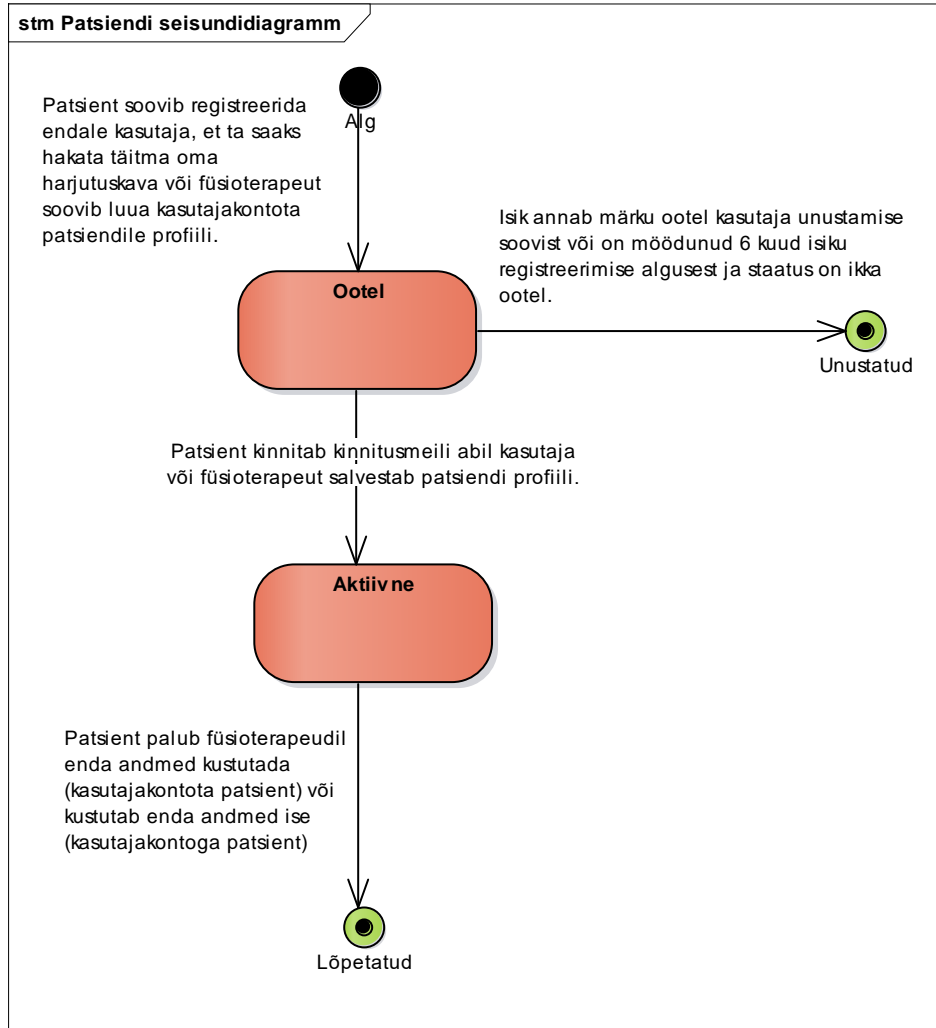 stm Patsiendi seisundidiagramm
Alg
Patsient soovib registreerida
endale kasutaja, et ta saaks
hakata täitma oma
harjutuskava või füsioterapeut
soovib luua kasutajakontota
patsiendile profiili.
Isik annab märku ootel kasutaja unustamise
soovist või on möödunud 6 kuud isiku
registreerimise algusest ja staatus on ikka
ootel.
Ootel
Unustatud
Patsient kinnitab kinnitusmeili abil kasutaja
või füsioterapeut salvestab patsiendi profiili.
Aktiivne
Patsient palub füsioterapeudil
enda andmed kustutada
(kasutajakontota patsient) või
kustutab enda andmed ise
(kasutajakontoga patsient)
Lõpetatud